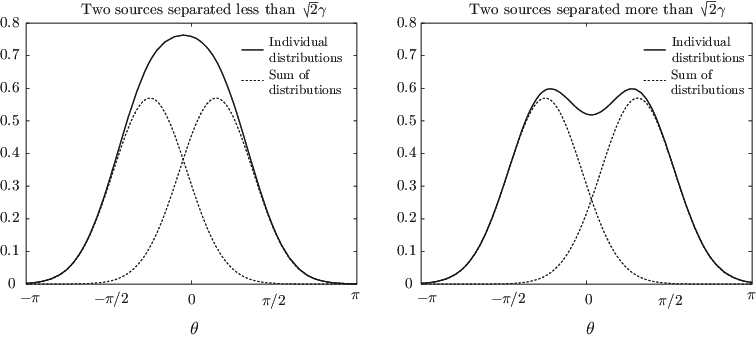 Two sources separated less than √2γ
0.8
0.7
0.6
0.5
0.4
0.3
0.2
0.1
0
Individual
distributions
Sum of
distributions
−π
−π/2
0
π/2
π
θ
Two sources separated more than √2γ
0.8
0.7
0.6
0.5
0.4
0.3
0.2
0.1
0
Individual
distributions
Sum of
distributions
−π
−π/2
0
π/2
π
θ